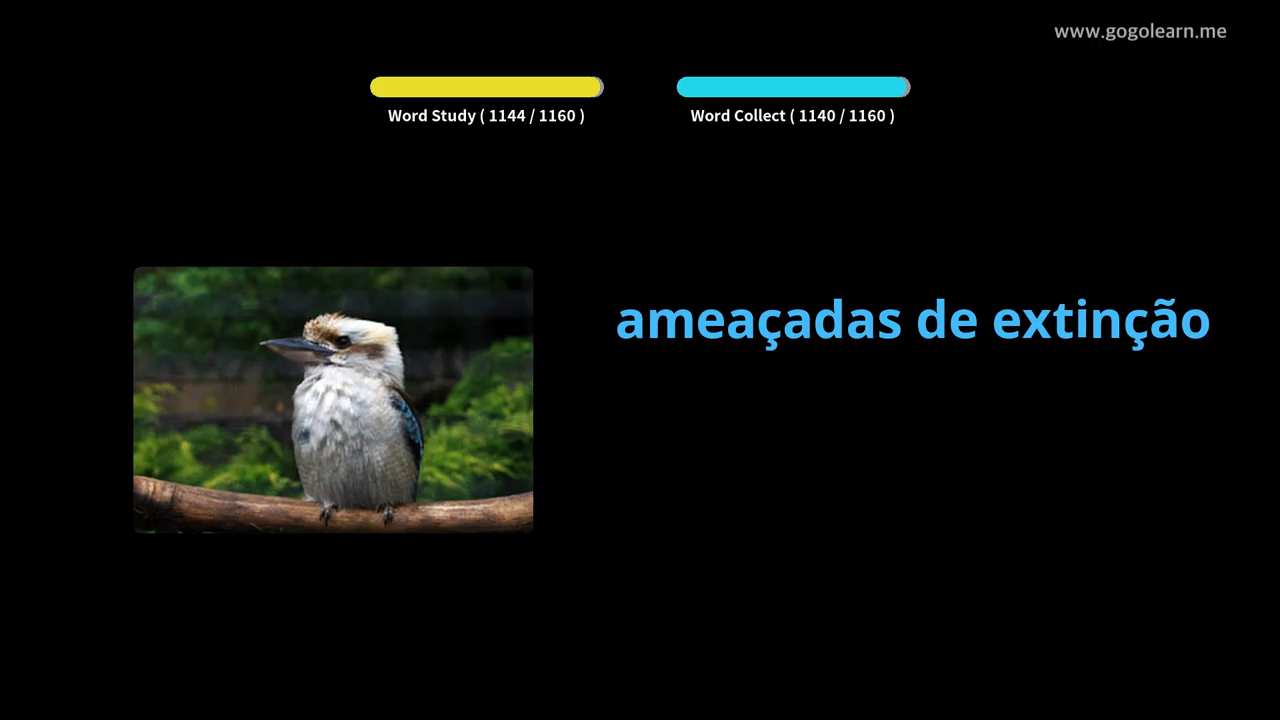 www.gogolearn.me
Word Study ( 1144 / 1160 )
Word Collect ( 1140 / 1160 )
ameaçadas de extinção